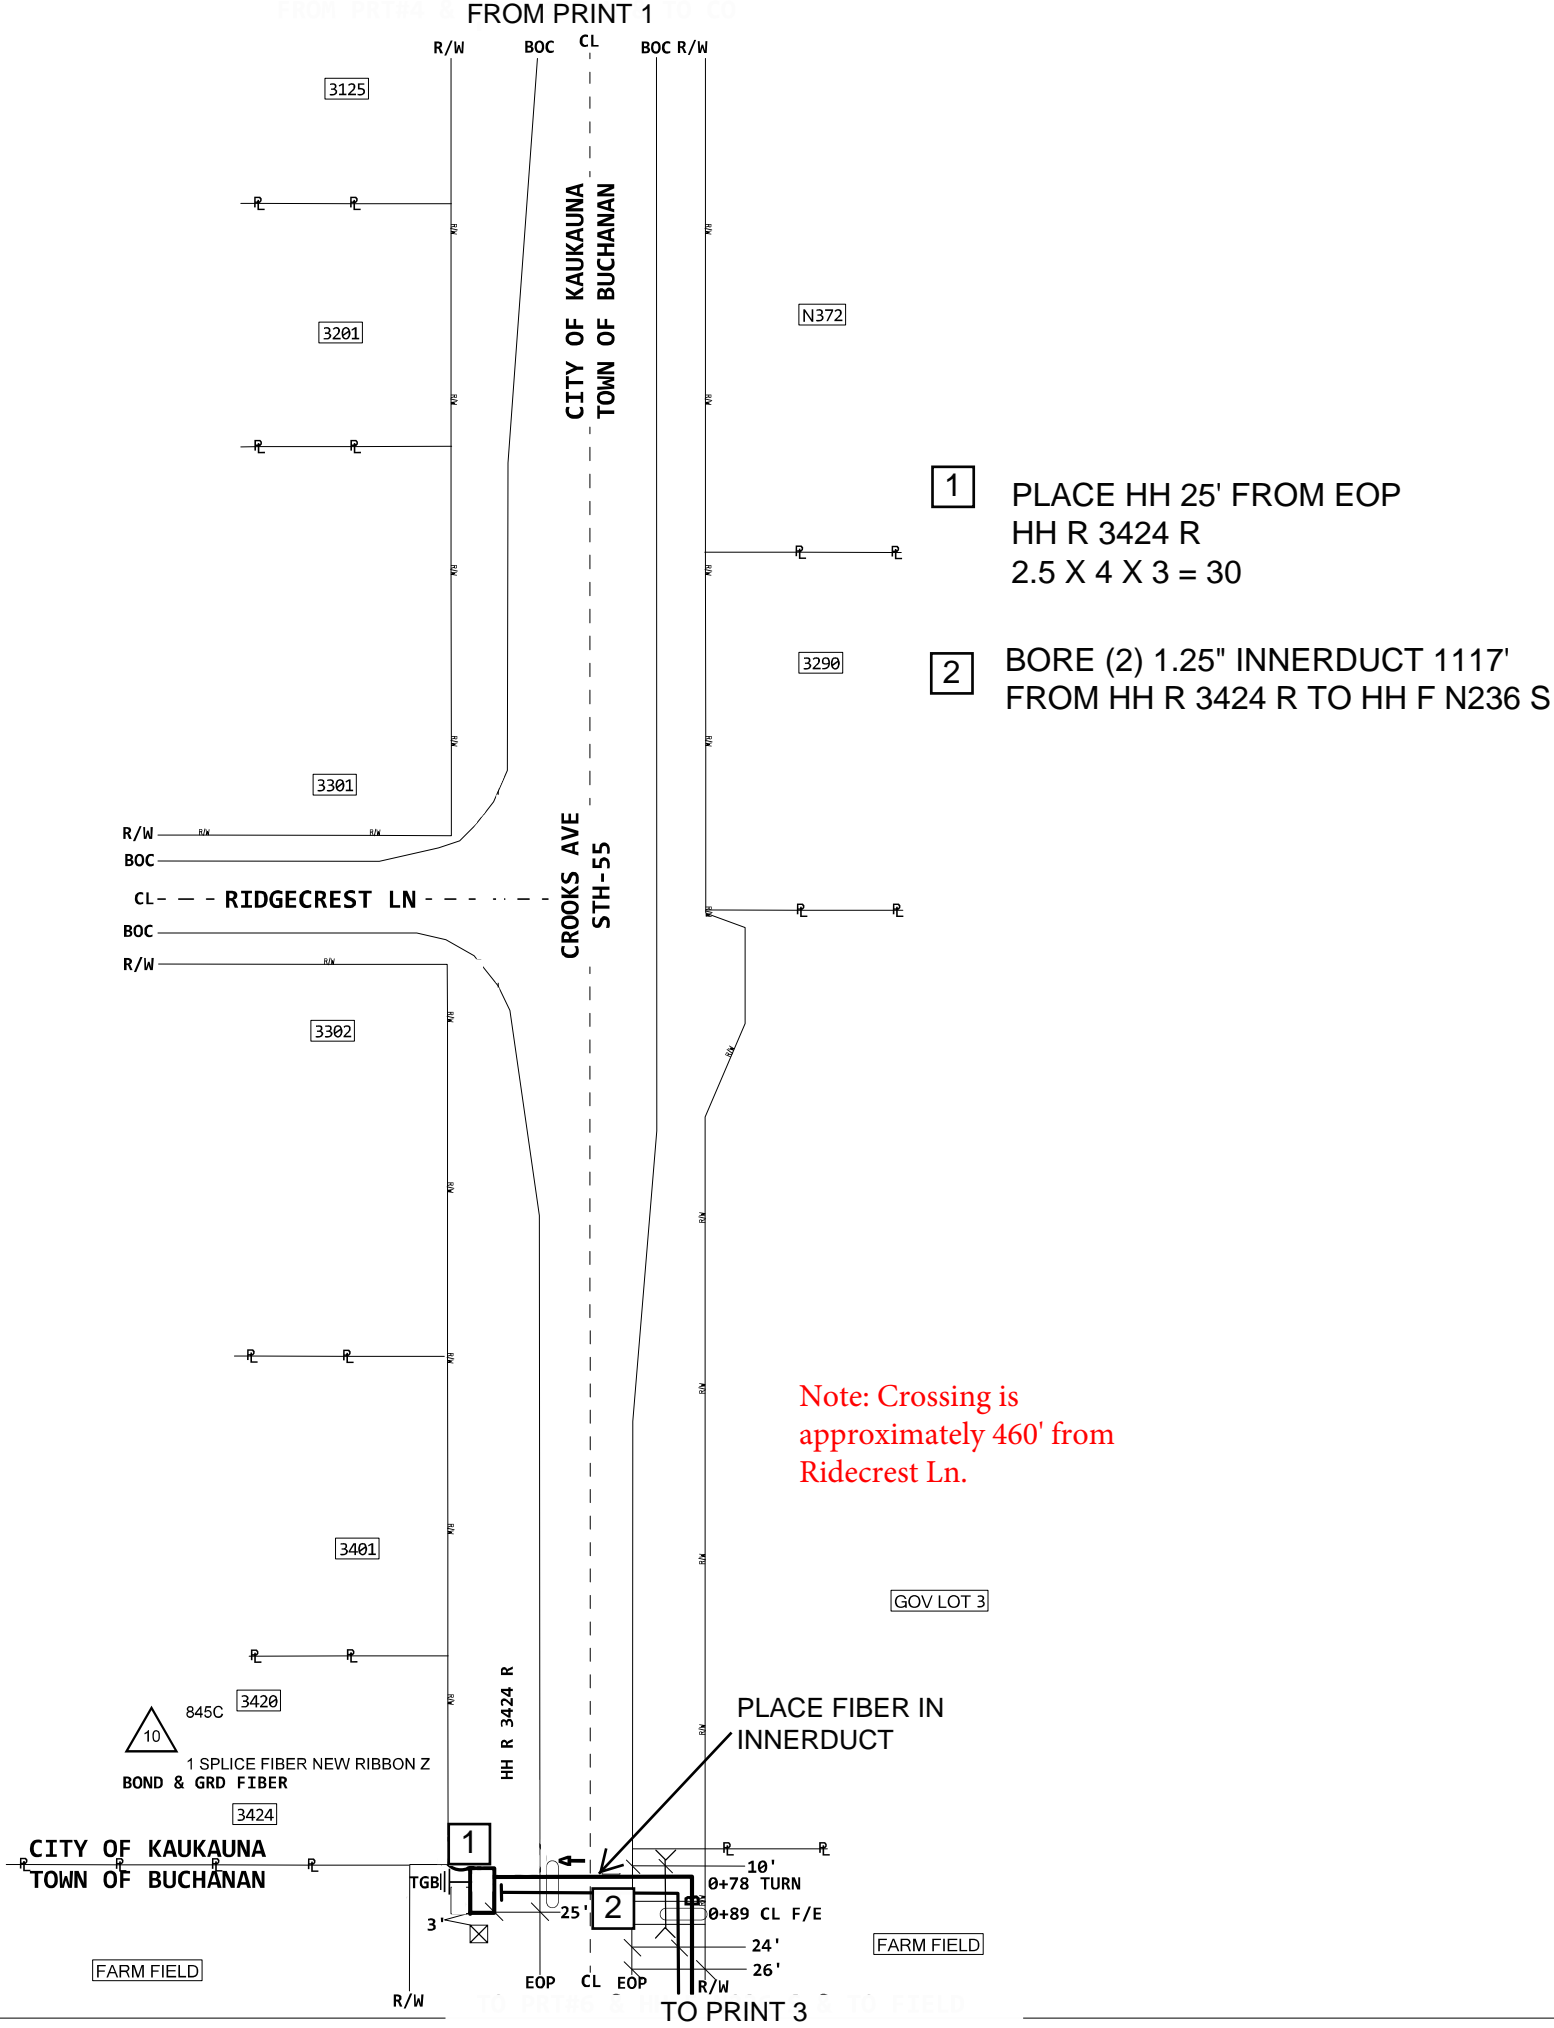 FROM PRINT 1
R/W
BOC
CL
BOC
R/W
3125
CITY OF KAUKAUNA
TOWN OF BUCHANAN
N372
3201
1
PLACE HH 25' FROM EOP
HH R 3424 R
2.5 X 4 X 3 = 30
2
BORE (2) 1.25" INNERDUCT 1117'
FROM HH R 3424 R TO HH F N236 S
3290
3301
R/W
BOC
CL
RIDGECREST LN
BOC
R/W
CROOKS AVE
STH-55
3302
Note: Crossing is
approximately 460' from
Ridecrest Ln.
3401
GOV LOT 3
HH R 3424 R
3420
845C
10
1 SPLICE FIBER NEW RIBBON Z
BOND & GRD FIBER
3424
PLACE FIBER IN
INNERDUCT
CITY OF KAUKAUNA
TOWN OF BUCHANAN
1
TGB
3'
25'
2
B
10'
0+78 TURN
0+89 CL F/E
24'
26'
FARM FIELD
FARM FIELD
R/W
EOP
CL
EOP
R/W
TO PRINT 3